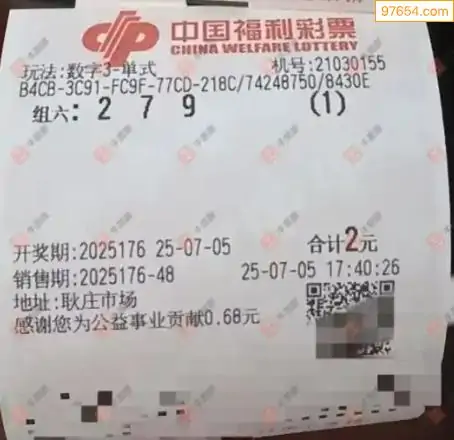 97654.com
中国福利彩票
CHINA WELFARE LOTTERY
玩法:数字3-单式 机号:21030155
B4CB-3C91-FC9F-77CD-218C/74248750/8430E
组六: 2 7 9 (1)
开奖期:2025176 25-07-05 合计2元
销售期:2025176-48 25-07-05 17:40:26
地址:耿庄市场
感谢您为公益事业贡献0.68元